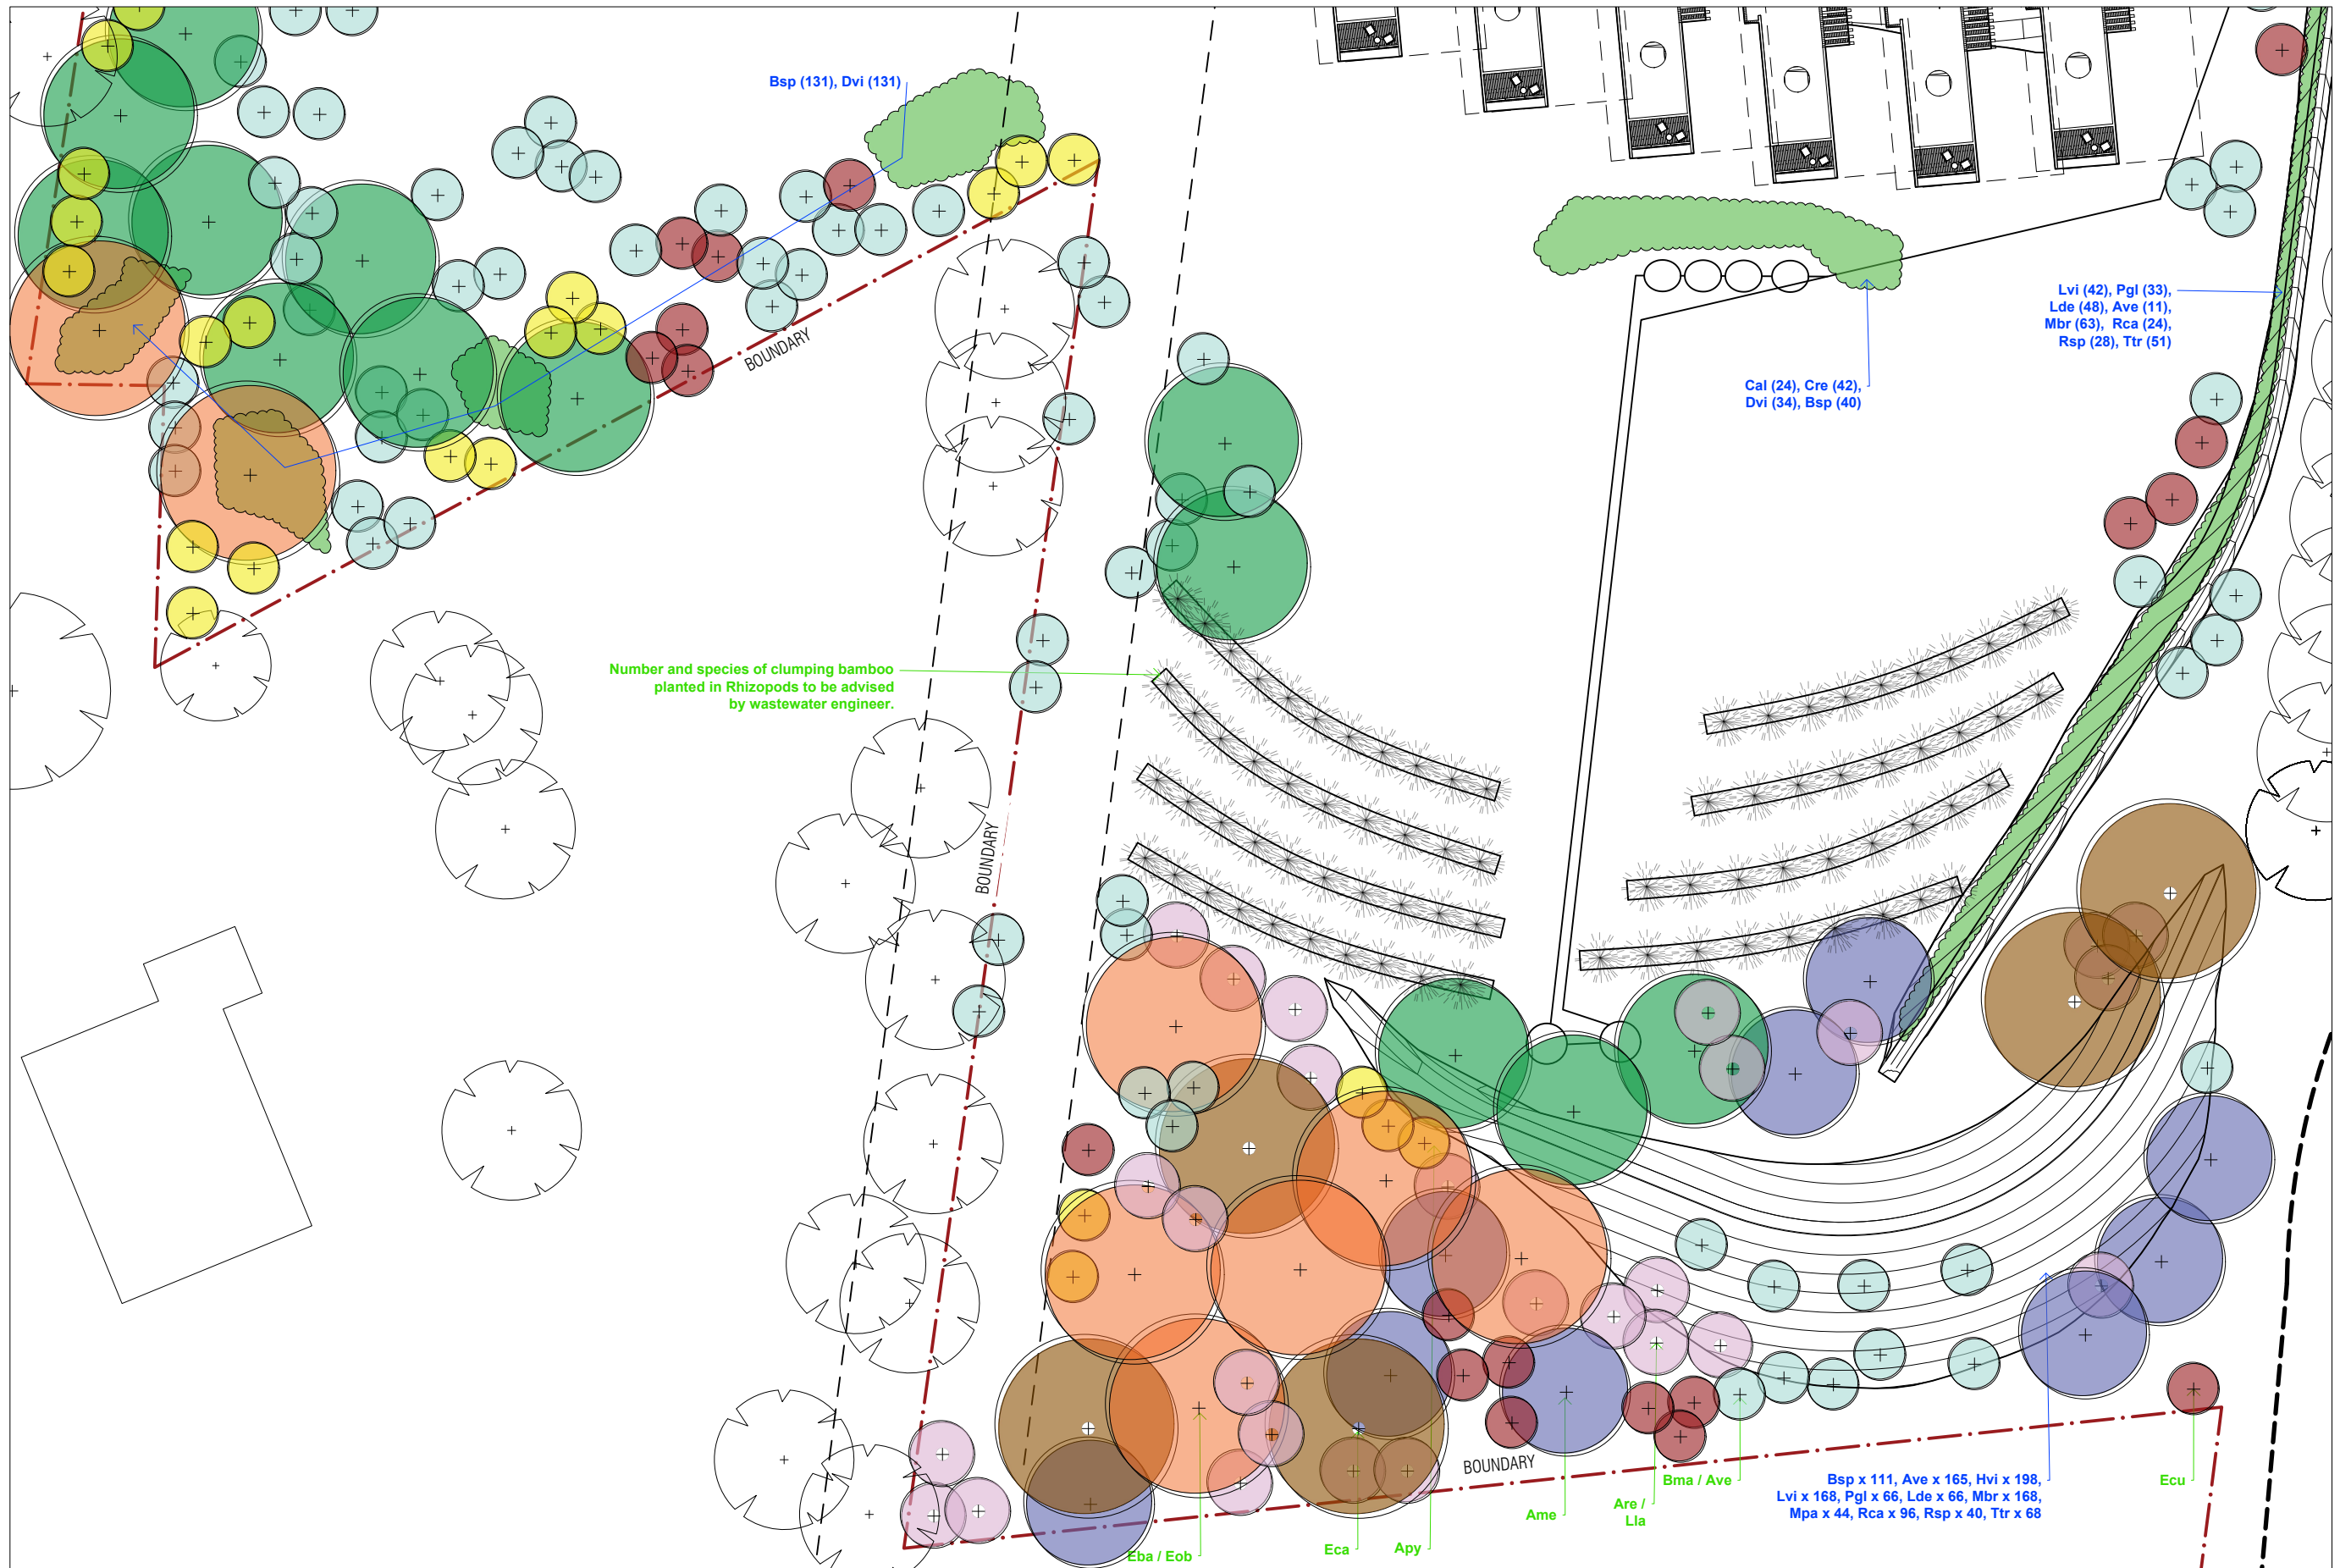 Bsp (131), Dvi (131)
Lvi (42), Pgl (33),
Lde (48), Ave (11),
Mbr (63), Rca (24),
Rsp (28), Ttr (51)
BOUNDARY
Cal (24), Cre (42),
Dvi (34), Bsp (40)
Number and species of clumping bamboo
planted in Rhizopods to be advised
by wastewater engineer.
BOUNDARY
BOUNDARY
Bma / Ave
Bsp x 111, Ave x 165, Hvi x 198,
Lvi x 168, Pgl x 66, Lde x 66, Mbr x 168,
Mpa x 44, Rca x 96, Rsp x 40, Ttr x 68
Ecu
Are /
Lla
Ame
Apy
Eca
Eba / Eob